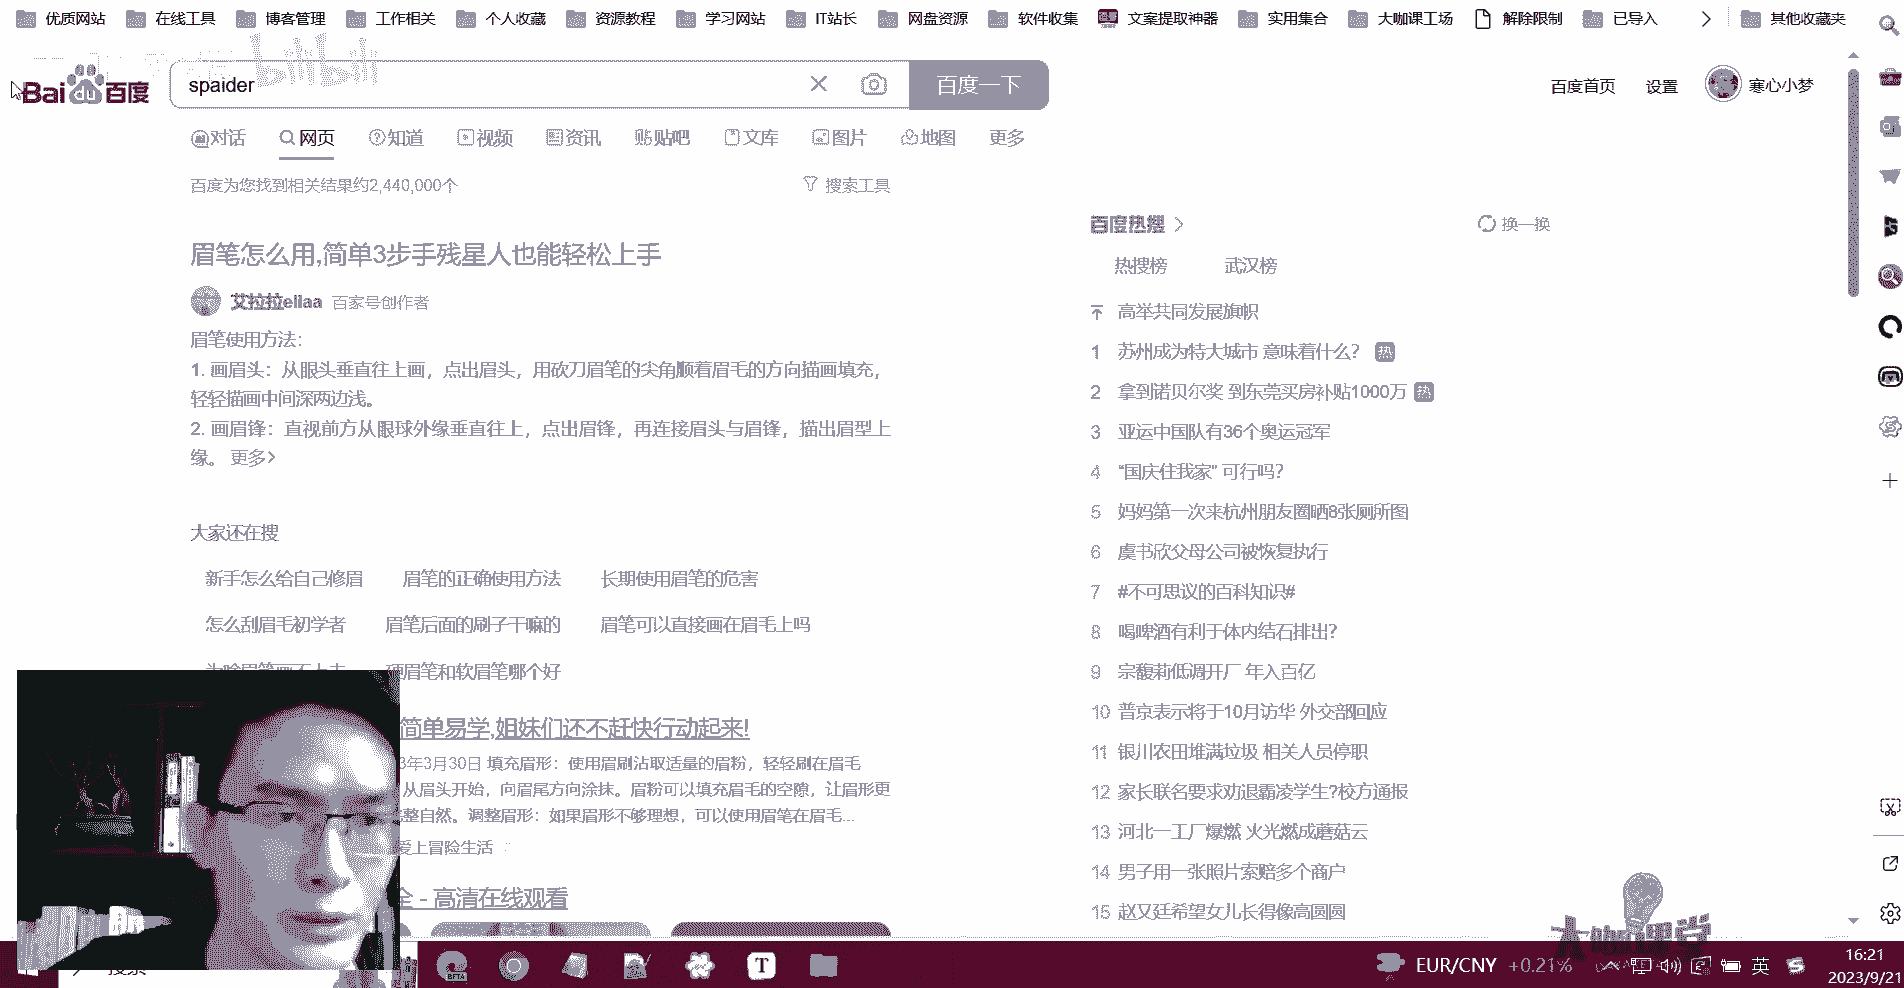 优质网站 在线工具 博客管理 工作相关 个人收藏 资源教程 学习网站 IT站长 网盘资源 软件收集 文案提取神器 实用集合 大咖课工场 解除限制 已导入 其他收藏夹
bilibili
Bai du 百度 spaider 百度一下 百度首页 设置 寒心小梦
对话 网页 知道 视频 资讯 贴吧 文库 图片 地图 更多
百度为您找到相关结果约2,440,000个 搜索工具
百度热搜 换一换
眉笔怎么用,简单3步手残星人也能轻松上手
热搜榜 武汉榜
艾拉拉ellaa 百家号创作者
高举共同发展旗帜
眉笔使用方法:
1 苏州成为特大城市 意味着什么? 热
1. 画眉头：从眼头垂直往上画，点出眉头，用砍刀眉笔的尖角顺着眉毛的方向描画填充，
轻轻描画中间深两边浅。
2 拿到诺贝尔奖 到东莞买房补贴1000万 热
2. 画眉锋：直视前方从眼球外缘垂直往上，点出眉锋，再连接眉头与眉锋，描出眉型上
3 亚运中国队有36个奥运冠军
缘。 更多
4 “国庆住我家” 可行吗?
5 妈妈第一次来杭州朋友圈晒8张厕所图
大家还在搜
6 虞书欣父母公司被恢复执行
新手怎么给自己修眉 眉笔的正确使用方法 长期使用眉笔的危害
7 #不可思议的百科知识#
怎么刮眉毛初学者 眉笔后面的刷子干嘛的 眉笔可以直接画在眉毛上吗
8 喝啤酒有利于体内结石排出?
硬眉笔和软眉笔哪个好
9 宗馥莉低调开厂 年入百亿
10 普京表示将于10月访华 外交部回应
简单易学,姐妹们还不赶快行动起来!
11 银川农田堆满垃圾 相关人员停职
3年3月30日 填充眉形：使用眉刷沾取适量的眉粉，轻轻刷在眉毛
从眉头开始，向眉尾方向涂抹。眉粉可以填充眉毛的空隙，让眉形更
12 家长联名要求劝退霸凌学生?校方通报
整自然。调整眉形：如果眉形不够理想，可以使用眉笔在眉毛...
13 河北一工厂爆燃 火光燃成蘑菇云
爱上冒险生活
14 男子用一张照片索赔多个商户
全 - 高清在线观看
15 赵又廷希望女儿长得像高圆圆
大咖课堂
BETA T EUR/CNY +0.21% 英 16:21
2023/9/21